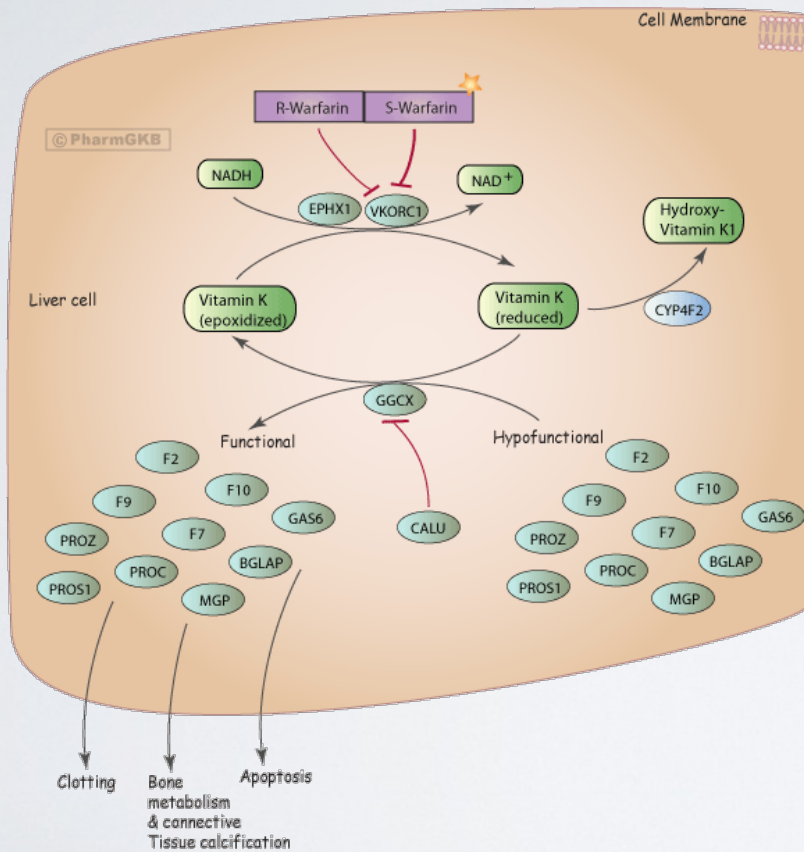 Cell Membrane
R-Warfarin
S-Warfarin
© PharmGKB
NADH
NAD+
EPHX1
VKORC1
Hydroxy-
Vitamin K1
Liver cell
Vitamin K
(epoxidized)
Vitamin K
(reduced)
CYP4F2
GGCX
Functional
Hypofunctional
F2
F9
F10
GAS6
PROZ
F7
BGLAP
PROC
PROS1
MGP
CALU
F2
F9
F10
GAS6
PROZ
F7
BGLAP
PROC
PROS1
MGP
Clotting
Bone
metabolism
& connective
Tissue calcification
Apoptosis